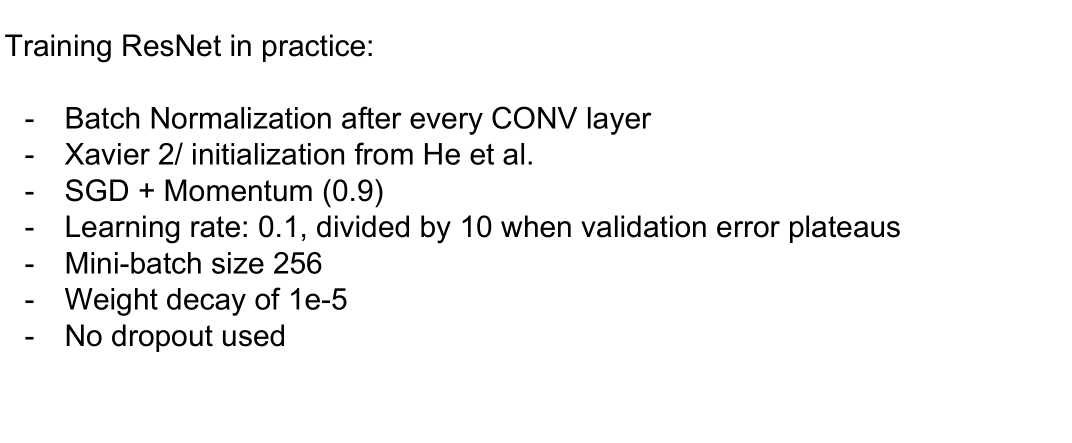 Training ResNet in practice:
- Batch Normalization after every CONV layer
- Xavier 2/ initialization from He et al.
- SGD + Momentum (0.9)
- Learning rate: 0.1, divided by 10 when validation error plateaus
- Mini-batch size 256
- Weight decay of 1e-5
- No dropout used